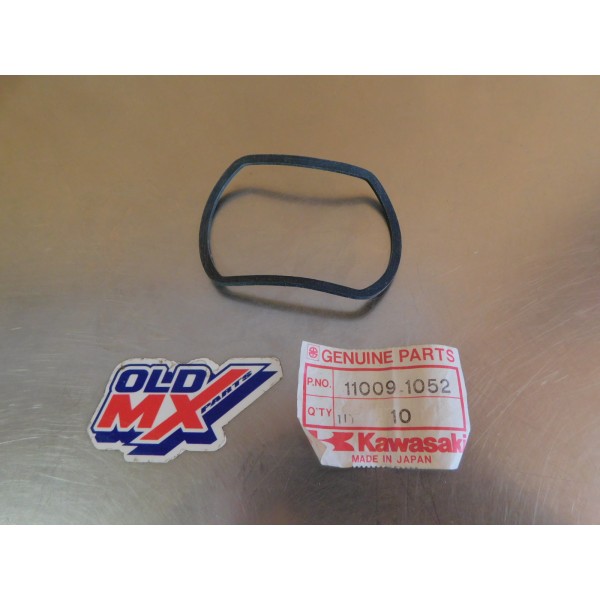 OLD
MX PARTS
GENUINE PARTS
P.NO. 11009-1052
Q'TY 10
Kawasaki
MADE IN JAPAN